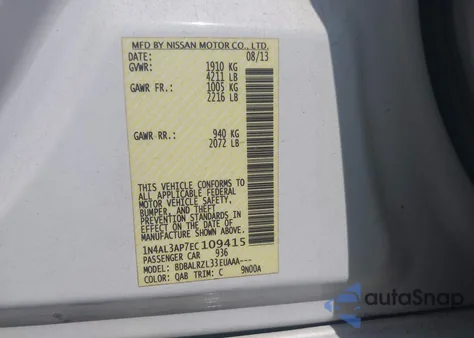 MFD BY NISSAN MOTOR CO., LTD.
DATE: 08/13
GVWR: 1910 KG
4211 LB
GAWR FR.: 1005 KG
2216 LB
GAWR RR.: 940 KG
2072 LB
THIS VEHICLE CONFORMS TO
ALL APPLICABLE FEDERAL
MOTOR VEHICLE SAFETY,
BUMPER, AND THEFT
PREVENTION STANDARDS
IN EFFECT ON THE DATE OF
MANUFACTURE SHOWN ABOVE.
1N4AL3AP7EC109415
PASSENGER CAR 936
MODEL: BDBALRZL33EUAAA---
COLOR: QAB TRIM: C 9N00A
autoSnap